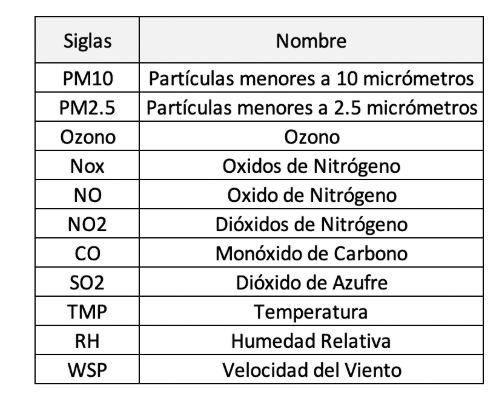 Siglas Nombre
PM10 Partículas menores a 10 micrómetros
PM2.5 Partículas menores a 2.5 micrómetros
Ozono Ozono
Nox Oxidos de Nitrógeno
NO Oxido de Nitrógeno
NO2 Dióxidos de Nitrógeno
CO Monóxido de Carbono
SO2 Dióxido de Azufre
TMP Temperatura
RH Humedad Relativa
WSP Velocidad del Viento